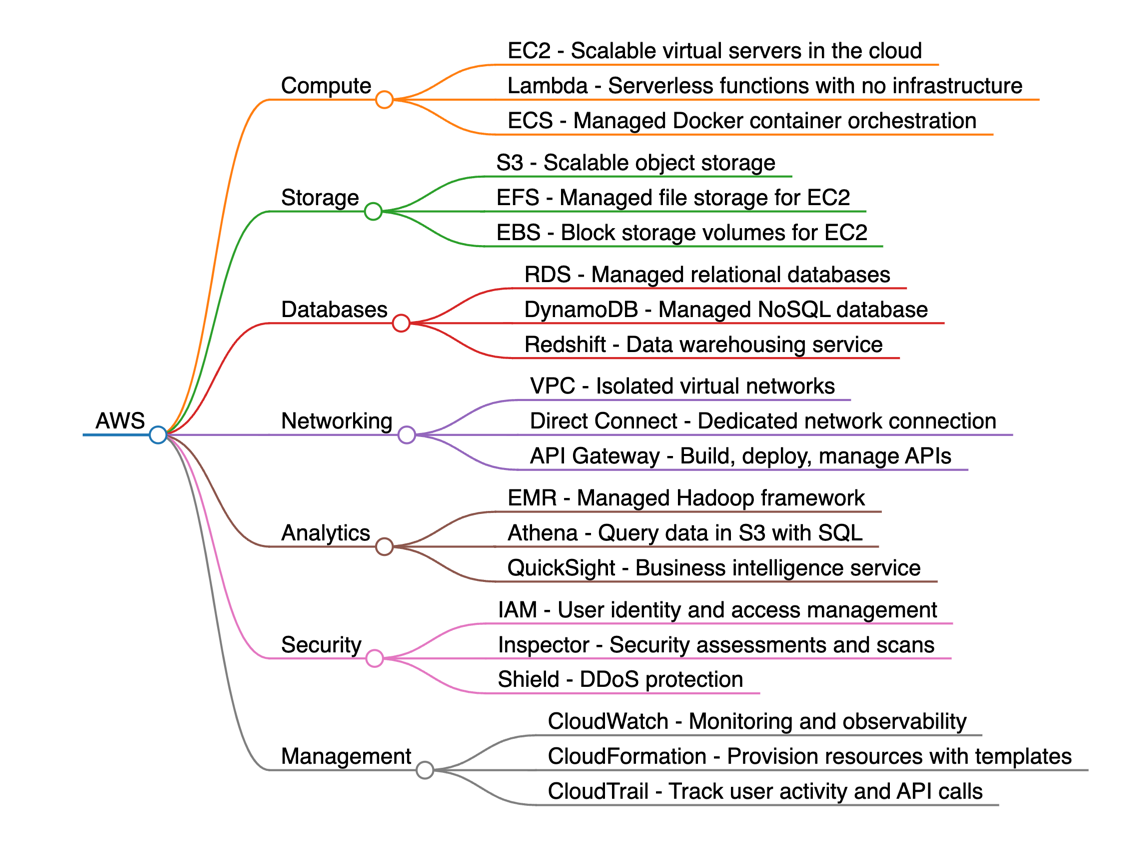 AWS
Compute
EC2 - Scalable virtual servers in the cloud
Lambda - Serverless functions with no infrastructure
ECS - Managed Docker container orchestration
Storage
S3 - Scalable object storage
EFS - Managed file storage for EC2
EBS - Block storage volumes for EC2
Databases
RDS - Managed relational databases
DynamoDB - Managed NoSQL database
Redshift - Data warehousing service
Networking
VPC - Isolated virtual networks
Direct Connect - Dedicated network connection
API Gateway - Build, deploy, manage APIs
Analytics
EMR - Managed Hadoop framework
Athena - Query data in S3 with SQL
QuickSight - Business intelligence service
Security
IAM - User identity and access management
Inspector - Security assessments and scans
Shield - DDoS protection
Management
CloudWatch - Monitoring and observability
CloudFormation - Provision resources with templates
CloudTrail - Track user activity and API calls